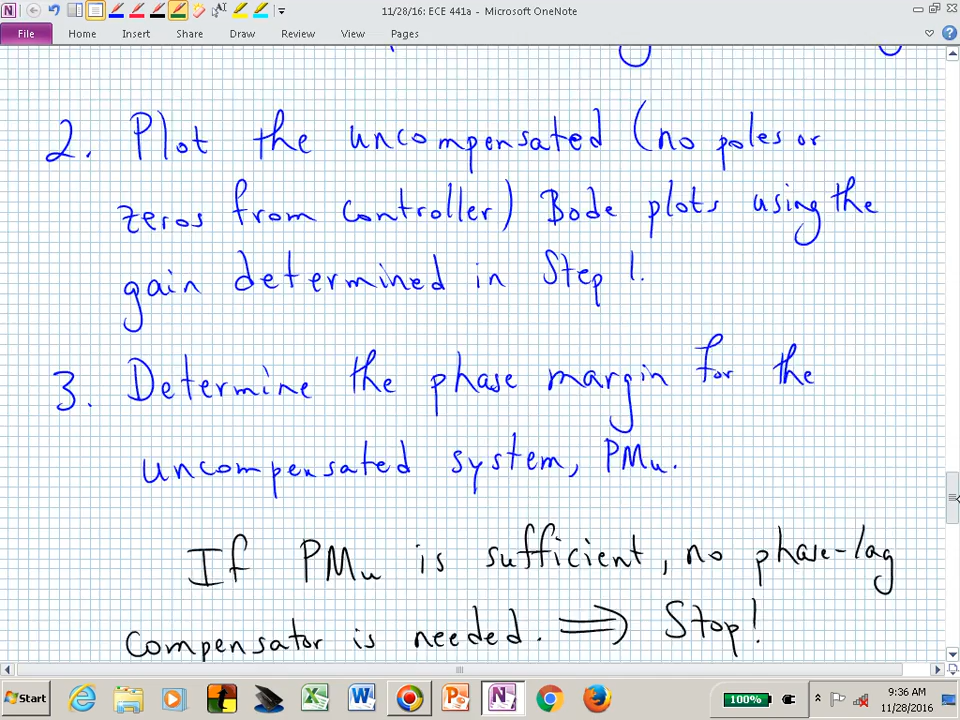 11/28/16: ECE 441a - Microsoft OneNote
File Home Insert Share Draw Review View Pages
2. Plot the uncompensated (no poles or
zeros from controller) Bode plots using the
gain determined in Step 1.
3. Determine the phase margin for the
uncompensated system, PMu.
If PMu is sufficient, no phase-lag
compensator is needed. ⟹ Stop!
Start
100%
9:36 AM
11/28/2016